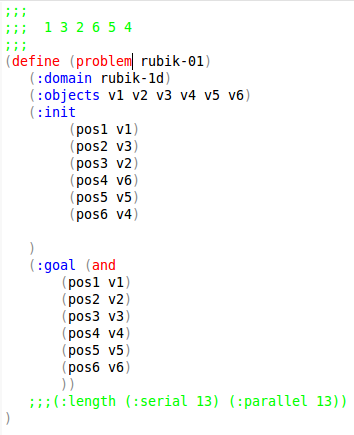 ;;;
;;;  1 3 2 6 5 4
;;;
(define (problem rubik-01)
   (:domain rubik-1d)
   (:objects v1 v2 v3 v4 v5 v6)
   (:init
        (pos1 v1)
        (pos2 v3)
        (pos3 v2)
        (pos4 v6)
        (pos5 v5)
        (pos6 v4)
   )
   (:goal (and
       (pos1 v1)
       (pos2 v2)
       (pos3 v3)
       (pos4 v4)
       (pos5 v5)
       (pos6 v6)
       ))
   ;;;(:length (:serial 13) (:parallel 13))
)